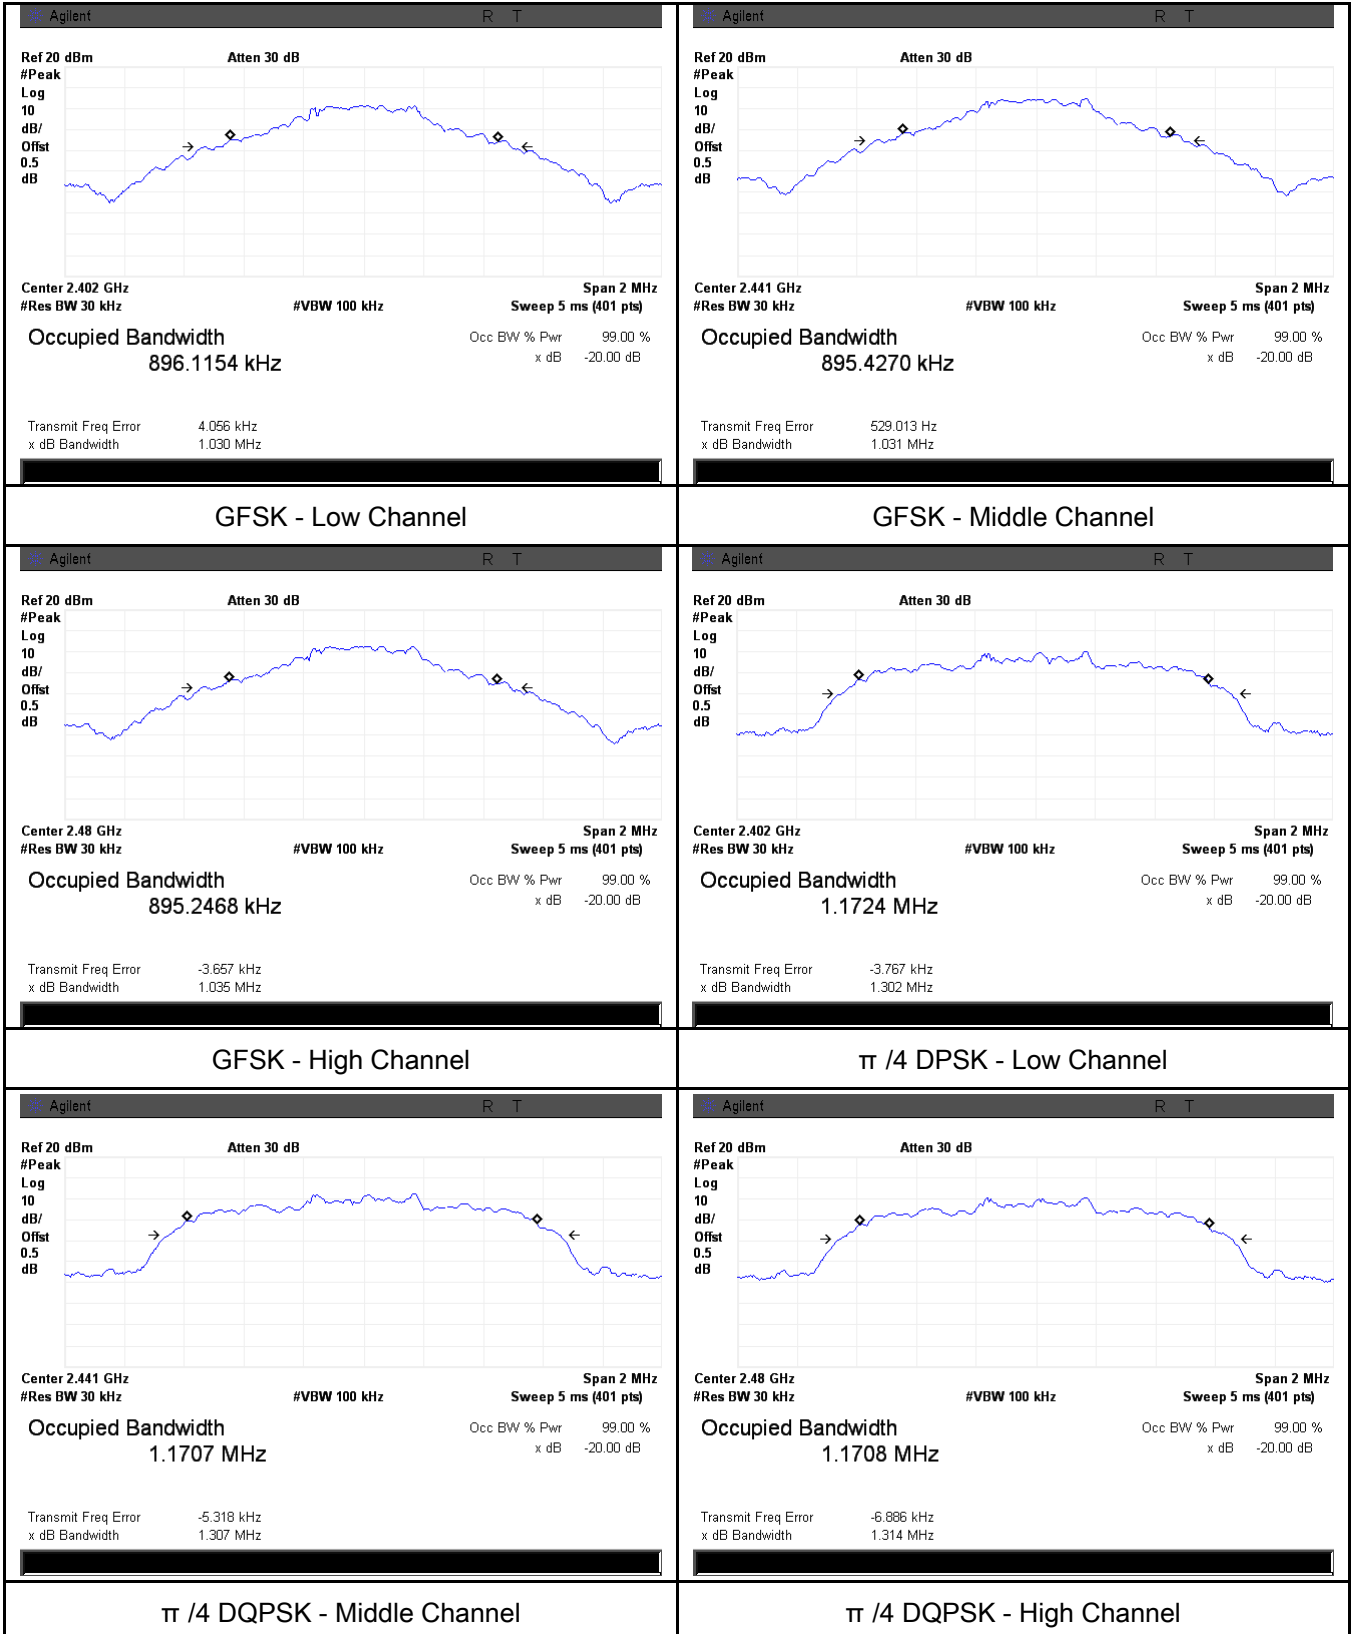 Agilent R T
Ref 20 dBm Atten 30 dB
#Peak
Log
10
dB/
Offst
0.5
dB
Center 2.402 GHz Span 2 MHz
#Res BW 30 kHz #VBW 100 kHz Sweep 5 ms (401 pts)
Occupied Bandwidth Occ BW % Pwr 99.00 %
896.1154 kHz x dB -20.00 dB
Transmit Freq Error 4.056 kHz
x dB Bandwidth 1.030 MHz
GFSK - Low Channel
Agilent R T
Ref 20 dBm Atten 30 dB
#Peak
Log
10
dB/
Offst
0.5
dB
Center 2.441 GHz Span 2 MHz
#Res BW 30 kHz #VBW 100 kHz Sweep 5 ms (401 pts)
Occupied Bandwidth Occ BW % Pwr 99.00 %
895.4270 kHz x dB -20.00 dB
Transmit Freq Error 529.013 Hz
x dB Bandwidth 1.031 MHz
GFSK - Middle Channel
Agilent R T
Ref 20 dBm Atten 30 dB
#Peak
Log
10
dB/
Offst
0.5
dB
Center 2.48 GHz Span 2 MHz
#Res BW 30 kHz #VBW 100 kHz Sweep 5 ms (401 pts)
Occupied Bandwidth Occ BW % Pwr 99.00 %
895.2468 kHz x dB -20.00 dB
Transmit Freq Error -3.657 kHz
x dB Bandwidth 1.035 MHz
GFSK - High Channel
Agilent R T
Ref 20 dBm Atten 30 dB
#Peak
Log
10
dB/
Offst
0.5
dB
Center 2.402 GHz Span 2 MHz
#Res BW 30 kHz #VBW 100 kHz Sweep 5 ms (401 pts)
Occupied Bandwidth Occ BW % Pwr 99.00 %
1.1724 MHz x dB -20.00 dB
Transmit Freq Error -3.767 kHz
x dB Bandwidth 1.302 MHz
π /4 DPSK - Low Channel
Agilent R T
Ref 20 dBm Atten 30 dB
#Peak
Log
10
dB/
Offst
0.5
dB
Center 2.441 GHz Span 2 MHz
#Res BW 30 kHz #VBW 100 kHz Sweep 5 ms (401 pts)
Occupied Bandwidth Occ BW % Pwr 99.00 %
1.1707 MHz x dB -20.00 dB
Transmit Freq Error -5.318 kHz
x dB Bandwidth 1.307 MHz
π /4 DQPSK - Middle Channel
Agilent R T
Ref 20 dBm Atten 30 dB
#Peak
Log
10
dB/
Offst
0.5
dB
Center 2.48 GHz Span 2 MHz
#Res BW 30 kHz #VBW 100 kHz Sweep 5 ms (401 pts)
Occupied Bandwidth Occ BW % Pwr 99.00 %
1.1708 MHz x dB -20.00 dB
Transmit Freq Error -6.886 kHz
x dB Bandwidth 1.314 MHz
π /4 DQPSK - High Channel